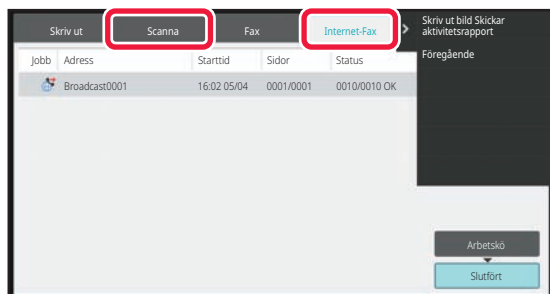 Skriv ut Scanna Fax Internet-Fax
Jobb Adress Starttid Sidor Status
Broadcast0001 16:02 05/04 0001/0001 0010/0010 OK
Skriv ut bild Skickar
aktivitetsrapport
Föregående
Arbetskö
Slutfört